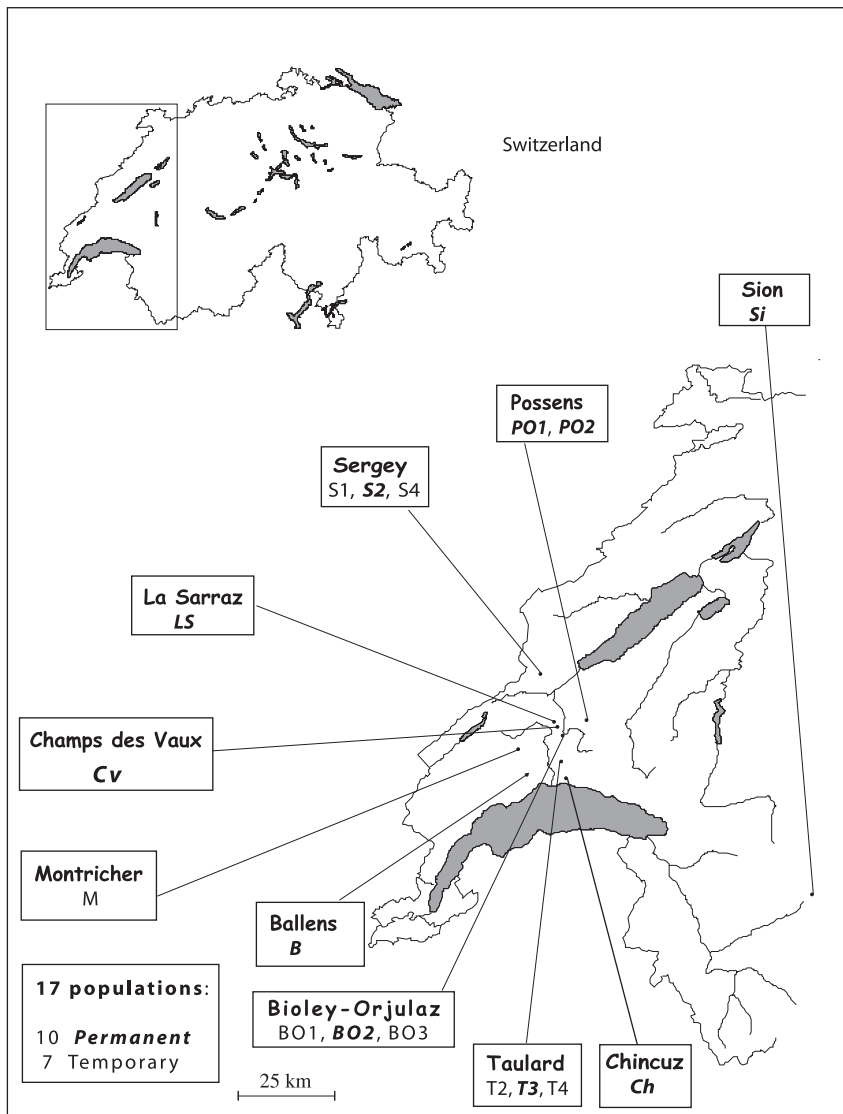 Switzerland
Sion
Si
Possens
PO1, PO2
Sergey
S1, S2, S4
La Sarraz
LS
Champs des Vaux
Cv
Montricher
M
Ballens
B
Bioley-Orjulaz
BO1, BO2, BO3
Taulard
T2, T3, T4
Chincuz
Ch
17 populations:
10 Permanent
7 Temporary
25 km